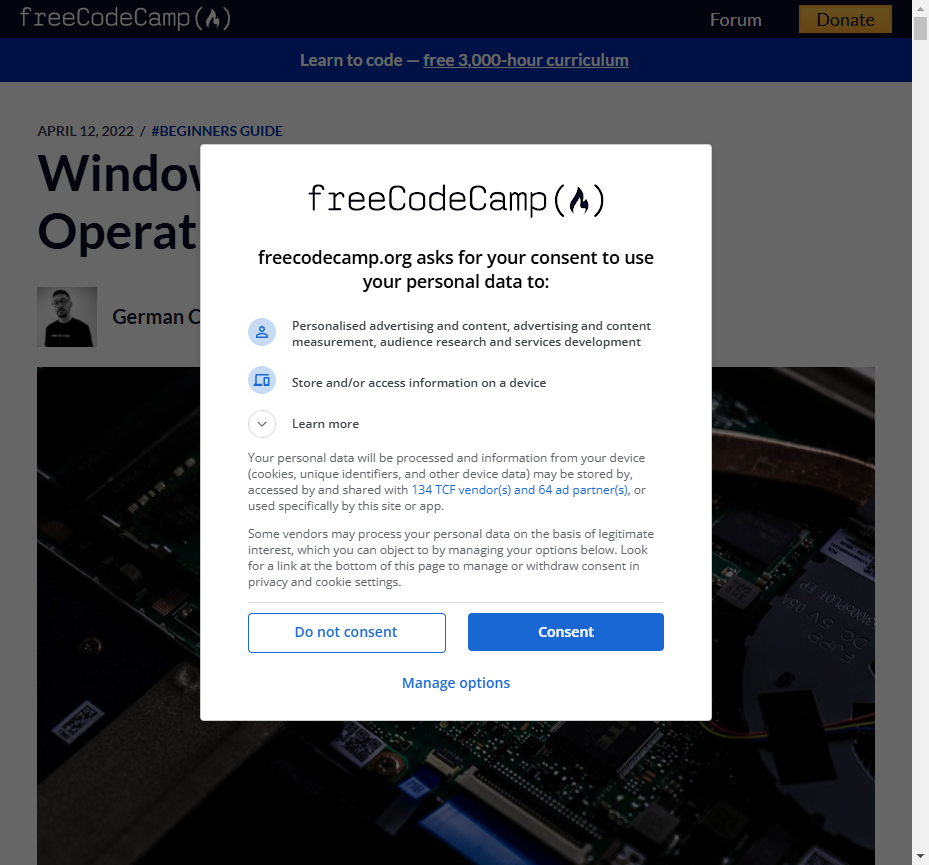 freeCodeCamp
Forum
Donate
Learn to code — free 3,000-hour curriculum
APRIL 12, 2022 / #BEGINNERS GUIDE
Window
Operat
German C
freeCodeCamp
freecodecamp.org asks for your consent to use
your personal data to:
Personalised advertising and content, advertising and content
measurement, audience research and services development
Store and/or access information on a device
Learn more
Your personal data will be processed and information from your device
(cookies, unique identifiers, and other device data) may be stored by,
accessed by and shared with 134 TCF vendor(s) and 64 ad partner(s), or
used specifically by this site or app.
Some vendors may process your personal data on the basis of legitimate
interest, which you can object to by managing your options below. Look
for a link at the bottom of this page to manage or withdraw consent in
privacy and cookie settings.
Do not consent
Consent
Manage options